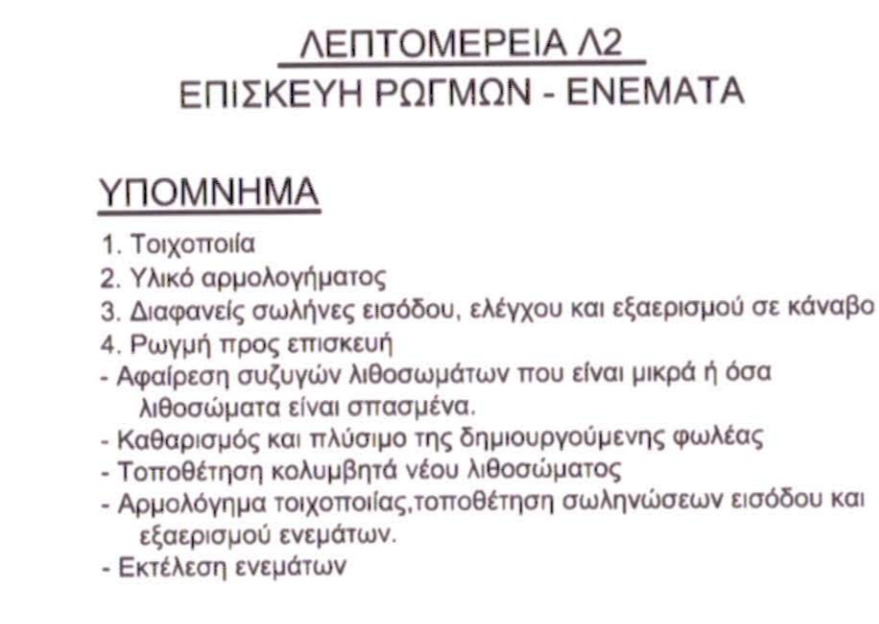 ΛΕΠΤΟΜΕΡΕΙΑ Λ2
ΕΠΙΣΚΕΥΗ ΡΩΓΜΩΝ - ΕΝΕΜΑΤΑ
ΥΠΟΜΝΗΜΑ
1. Τοιχοποιία
2. Υλικό αρμολογήματος
3. Διαφανείς σωλήνες εισόδου, ελέγχου και εξαερισμού σε κάναβο
4. Ρωγμή προς επισκευή
- Αφαίρεση συζυγών λιθοσωμάτων που είναι μικρά ή όσα
λιθοσώματα είναι σπασμένα.
- Καθαρισμός και πλύσιμο της δημιουργούμενης φωλέας
- Τοποθέτηση κολυμβητά νέου λιθοσώματος
- Αρμολόγημα τοιχοποιίας,τοποθέτηση σωληνώσεων εισόδου και
εξαερισμού ενεμάτων.
- Εκτέλεση ενεμάτων